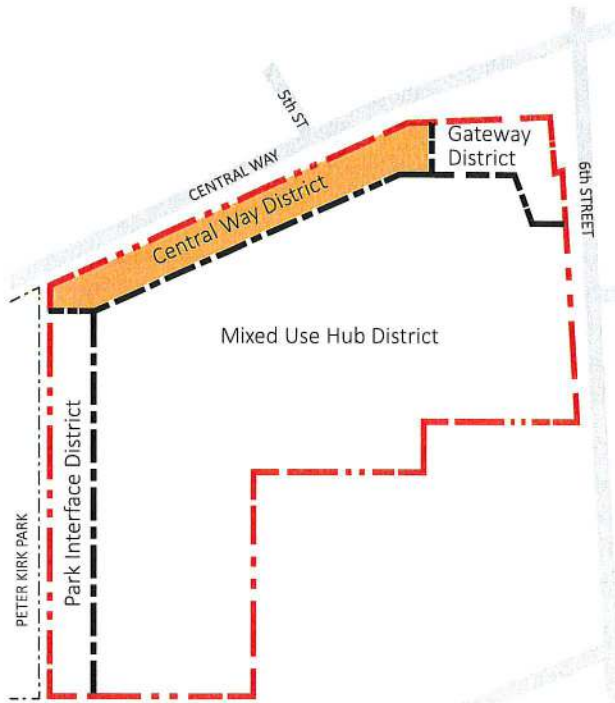 5th ST
CENTRAL WAY
Gateway
District
6th STREET
Central Way District
Mixed Use Hub District
Park Interface District
PETER KIRK PARK